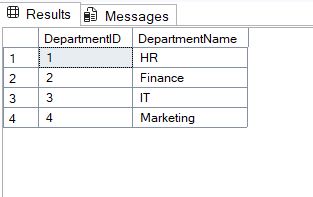 Results Messages
DepartmentID DepartmentName
1 1 HR
2 2 Finance
3 3 IT
4 4 Marketing